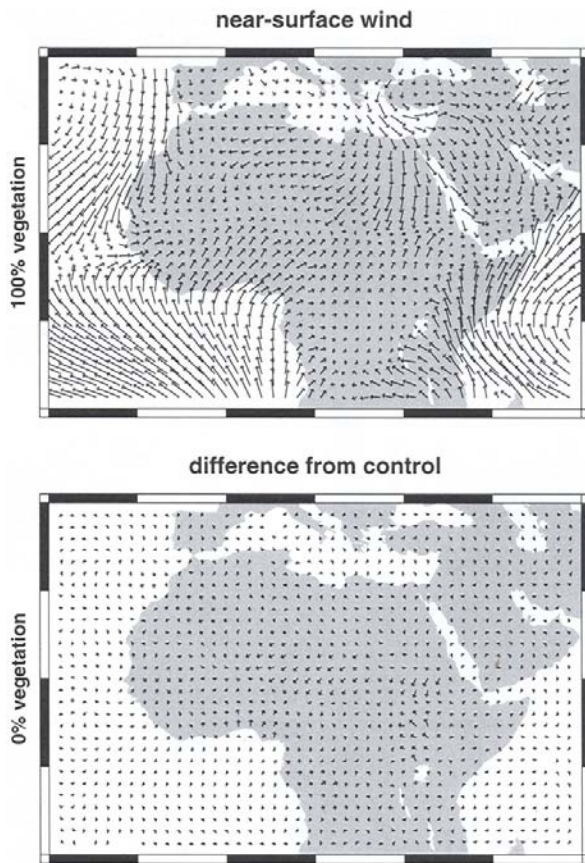 near-surface wind
100% vegetation
difference from control
0% vegetation